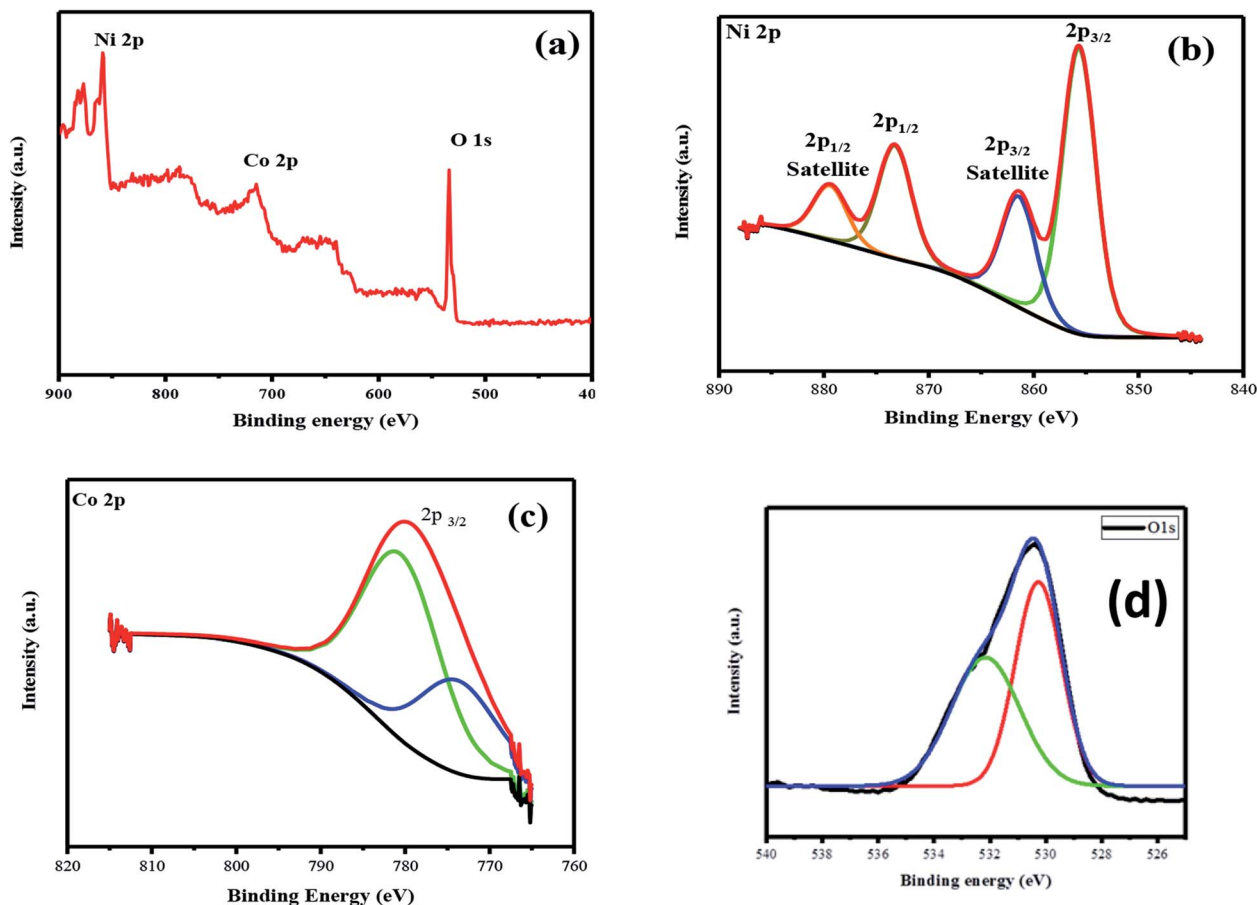 (a)
Ni 2p
Co 2p
O 1s
Intensity (a.u.)
900 800 700 600 500 40
Binding energy (eV)
Ni 2p
(b)
2p3/2
2p1/2
2p1/2
Satellite
2p3/2
Satellite
Intensity (a.u.)
890 880 870 860 850 840
Binding Energy (eV)
Co 2p
(c)
2p 3/2
Intensity (a.u.)
820 810 800 790 780 770 760
Binding Energy (eV)
O1s
(d)
Intensity (a.u.)
540 538 536 534 532 530 528 526
Binding energy (eV)